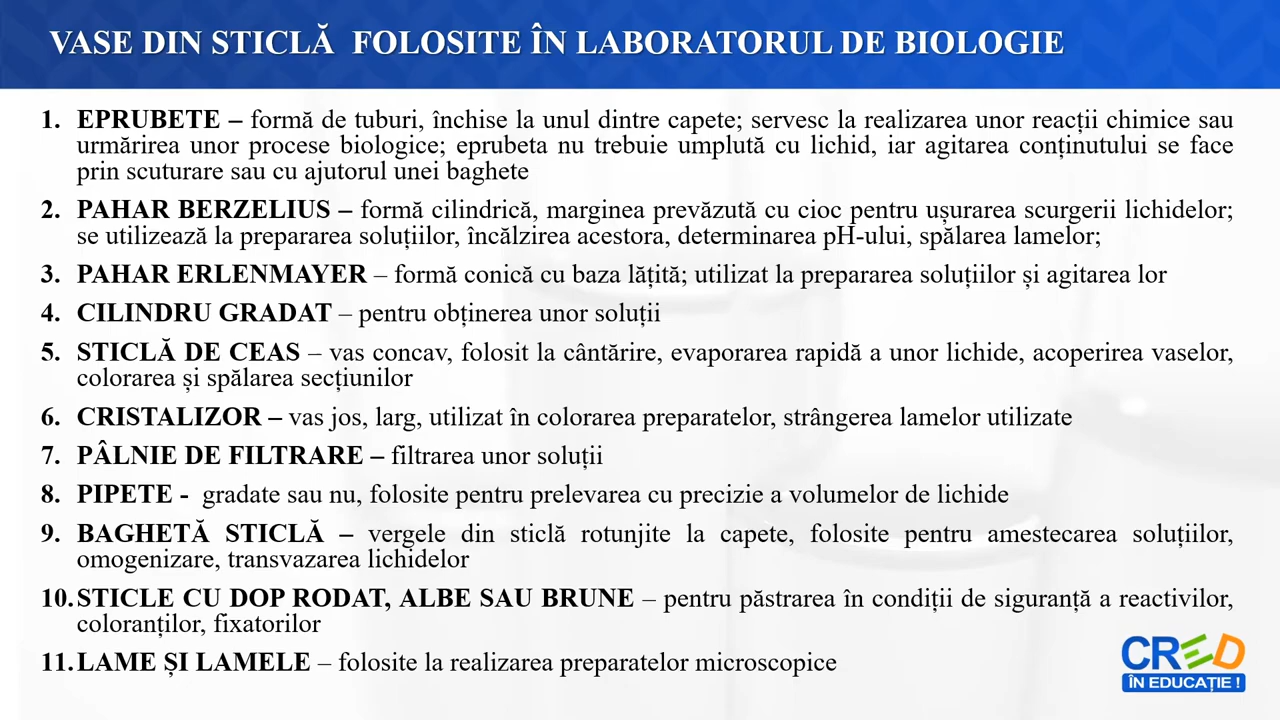 VASE DIN STICLĂ FOLOSITE ÎN LABORATORUL DE BIOLOGIE
1. EPRUBETE – formă de tuburi, închise la unul dintre capete; servesc la realizarea unor reacții chimice sau
urmărirea unor procese biologice; eprubeta nu trebuie umplută cu lichid, iar agitarea conținutului se face
prin scuturare sau cu ajutorul unei baghete
2. PAHAR BERZELIUS – formă cilindrică, marginea prevăzută cu cioc pentru ușurarea scurgerii lichidelor;
se utilizează la prepararea soluțiilor, încălzirea acestora, determinarea pH-ului, spălarea lamelor;
3. PAHAR ERLENMAYER – formă conică cu baza lățită; utilizat la prepararea soluțiilor și agitarea lor
4. CILINDRU GRADAT – pentru obținerea unor soluții
5. STICLĂ DE CEAS – vas concav, folosit la cântărire, evaporarea rapidă a unor lichide, acoperirea vaselor,
colorarea și spălarea secțiunilor
6. CRISTALIZOR – vas jos, larg, utilizat în colorarea preparatelor, strângerea lamelor utilizate
7. PÂLNIE DE FILTRARE – filtrarea unor soluții
8. PIPETE - gradate sau nu, folosite pentru prelevarea cu precizie a volumelor de lichide
9. BAGHETĂ STICLĂ – vergele din sticlă rotunjite la capete, folosite pentru amestecarea soluțiilor,
omogenizare, transvazarea lichidelor
10. STICLE CU DOP RODAT, ALBE SAU BRUNE – pentru păstrarea în condiții de siguranță a reactivilor,
coloranților, fixatorilor
11. LAME ȘI LAMELE – folosite la realizarea preparatelor microscopice
CRED
ÎN EDUCAȚIE !